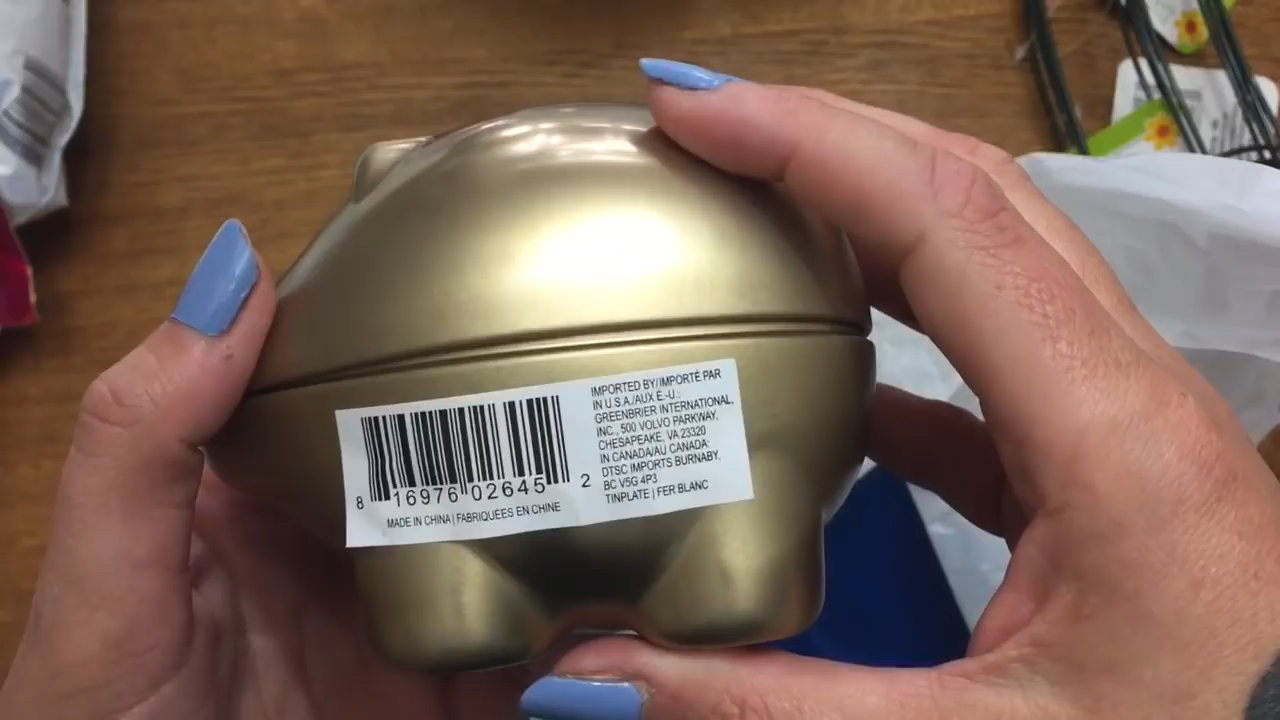 8 16976 02645 2
MADE IN CHINA | FABRIQUÉES EN CHINE
IMPORTED BY/IMPORTÉ PAR
IN U.S.A./AUX É.-U.:
GREENBRIER INTERNATIONAL,
INC., 500 VOLVO PARKWAY,
CHESAPEAKE, VA 23320
IN CANADA/AU CANADA:
DTSC IMPORTS BURNABY,
BC V5G 4P3
TINPLATE | FER BLANC